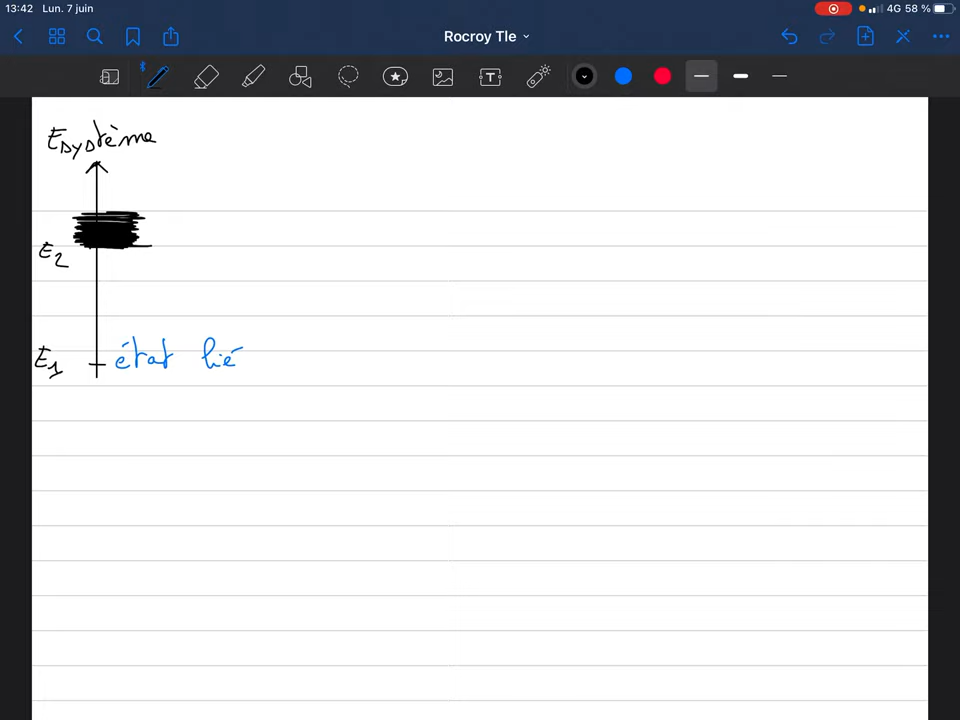 13:42 Lun. 7 juin 4G 58 %
Rocroy Tle
Esystème
E2
E1 état lié